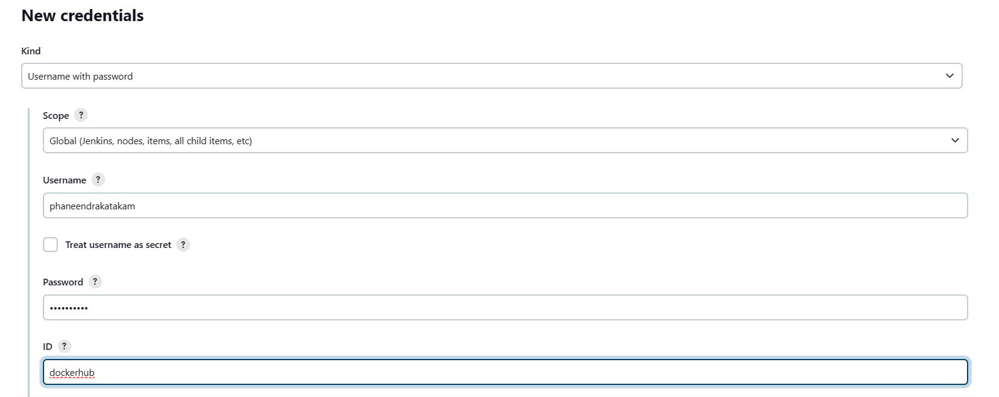 New credentials
Kind
Username with password
Scope ?
Global (Jenkins, nodes, items, all child items, etc)
Username ?
phaneendrakatakam
Treat username as secret ?
Password ?
••••••••••
ID ?
dockerhub